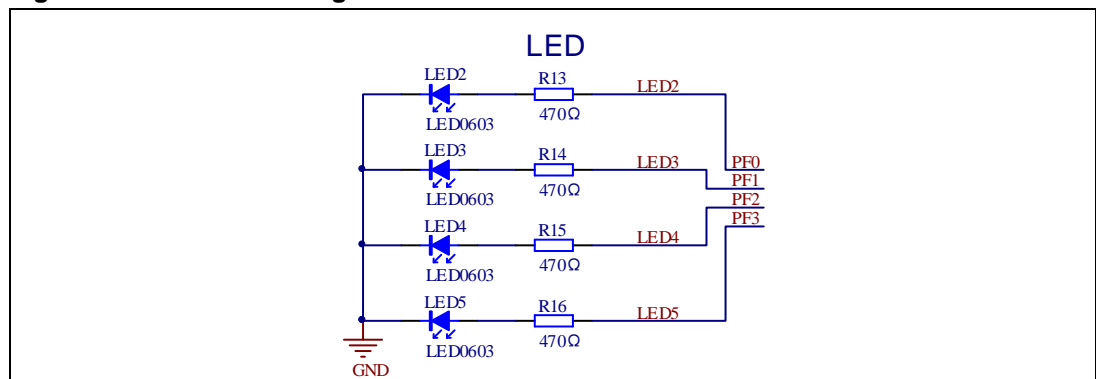 LED
LED2
R13
LED2
LED0603
470Ω
LED3
R14
LED3
PF0
PF1
LED0603
470Ω
PF2
PF3
LED4
R15
LED4
LED0603
470Ω
LED5
R16
LED5
LED0603
470Ω
GND